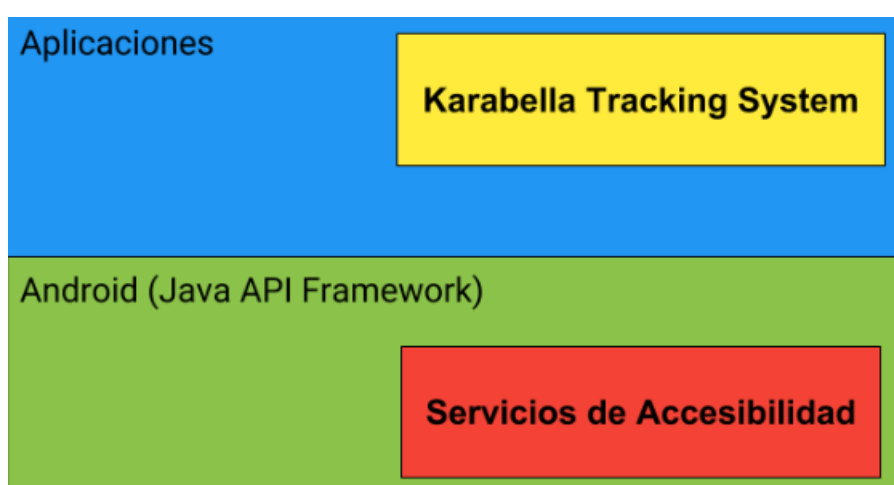 Aplicaciones
Karabella Tracking System
Android (Java API Framework)
Servicios de Accesibilidad